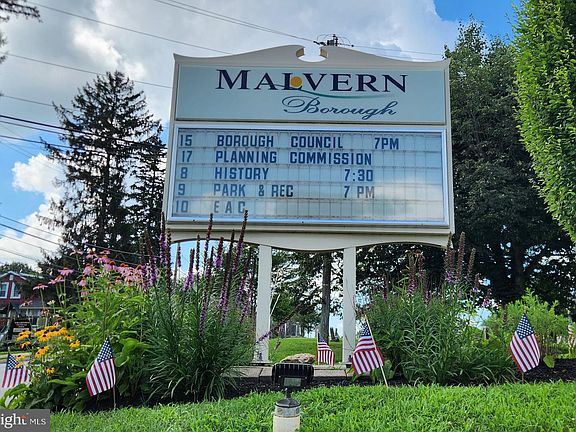 MALVERN
Borough
15 BOROUGH COUNCIL 7PM
17 PLANNING COMMISSION
8 HISTORY 7:30
9 PARK & REC 7 PM
10 EAC
MLS